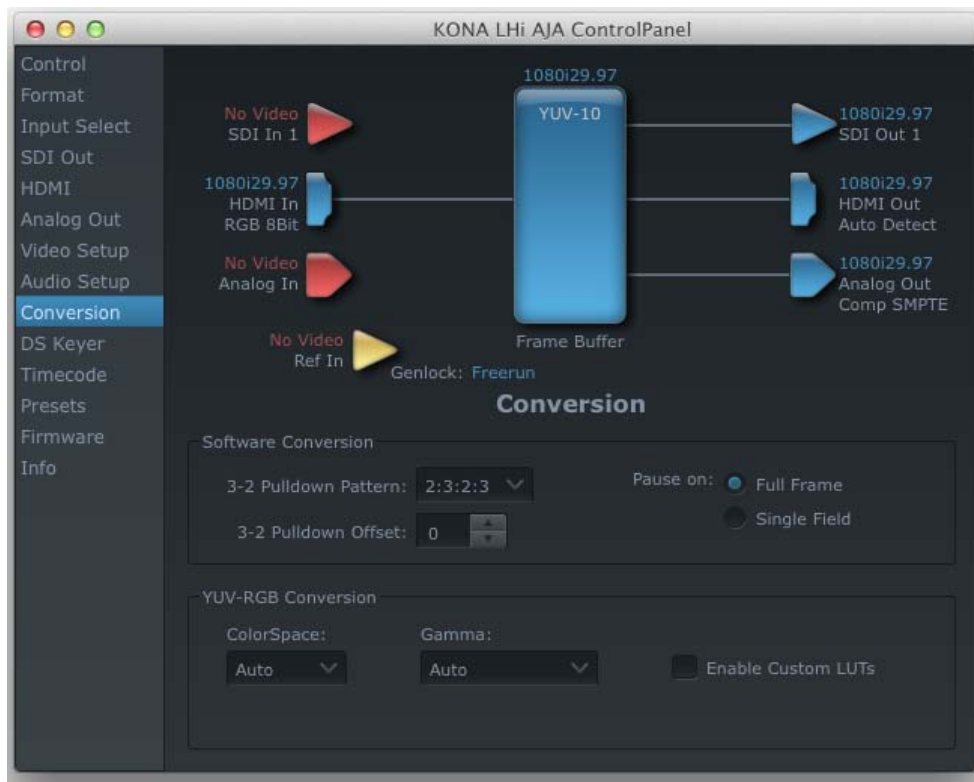 KONA LHi AJA ControlPanel
Control
Format
Input Select
SDI Out
HDMI
Analog Out
Video Setup
Audio Setup
Conversion
DS Keyer
Timecode
Presets
Firmware
Info
1080i29.97
YUV-10
Frame Buffer
No Video
SDI In 1
1080i29.97
HDMI In
RGB 8Bit
No Video
Analog In
No Video
Ref In
Genlock: Freerun
1080i29.97
SDI Out 1
1080i29.97
HDMI Out
Auto Detect
1080i29.97
Analog Out
Comp SMPTE
Conversion
Software Conversion
3-2 Pulldown Pattern: 2:3:2:3
3-2 Pulldown Offset: 0
Pause on: Full Frame
Single Field
YUV-RGB Conversion
ColorSpace:
Auto
Gamma:
Auto
Enable Custom LUTs